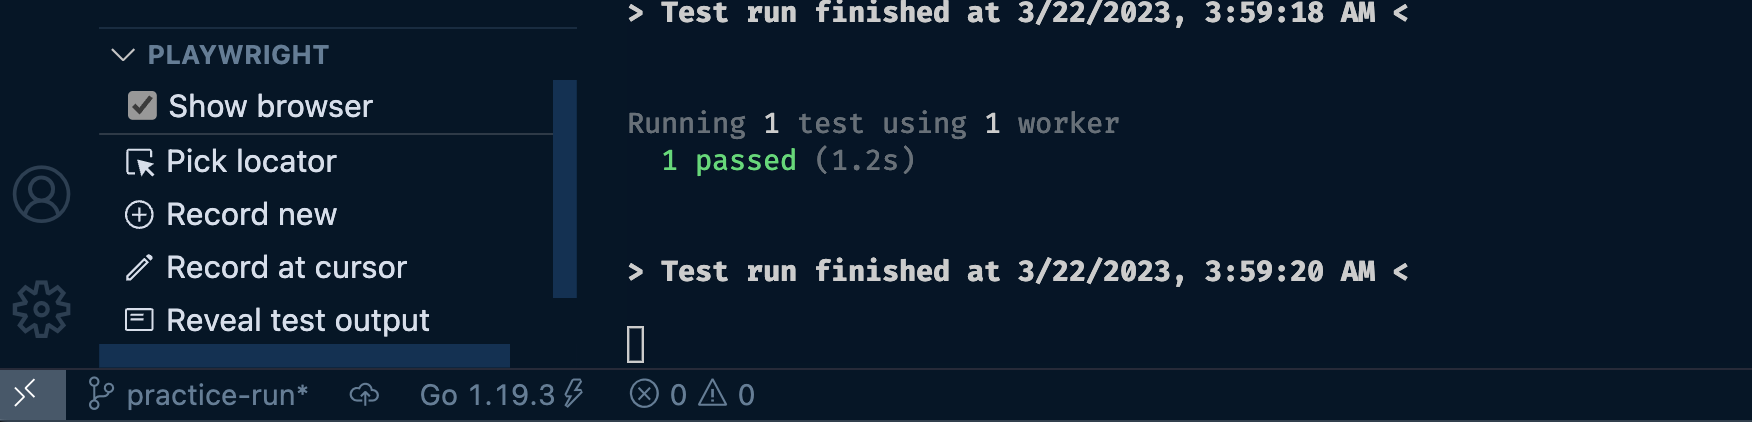 PLAYWRIGHT
Show browser
Pick locator
Record new
Record at cursor
Reveal test output
> Test run finished at 3/22/2023, 3:59:18 AM <
Running 1 test using 1 worker
1 passed (1.2s)
> Test run finished at 3/22/2023, 3:59:20 AM <
practice-run* Go 1.19.3 0 0